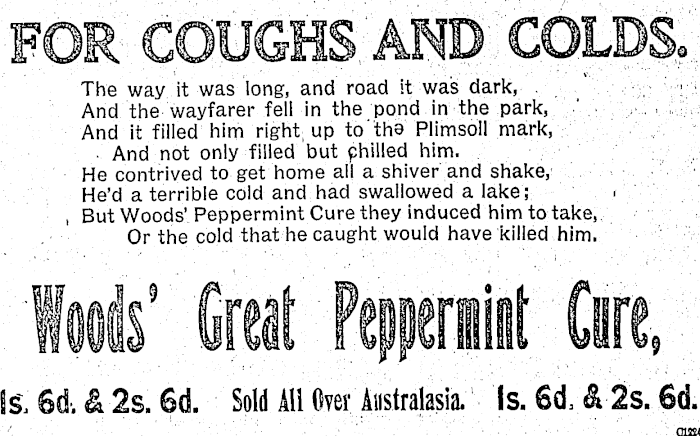 FOR COUGHS AND COLDS.
The way it was long, and road it was dark,
And the wayfarer fell in the pond in the park,
And it filled him right up to the Plimsoll mark,
And not only filled but chilled him.
He contrived to get home all a shiver and shake,
He'd a terrible cold and had swallowed a lake;
But Woods' Peppermint Cure they induced him to take,
Or the cold that he caught would have killed him.
Woods' Great Peppermint Cure,
1s. 6d. & 2s. 6d. Sold All Over Australasia. 1s. 6d. & 2s. 6d.